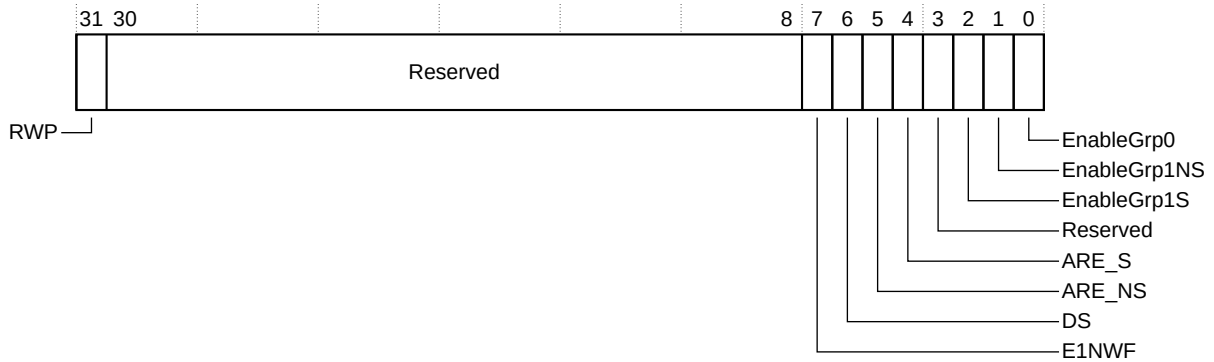 31 30 8 7 6 5 4 3 2 1 0
Reserved
RWP
EnableGrp0
EnableGrp1NS
EnableGrp1S
Reserved
ARE_S
ARE_NS
DS
E1NWF